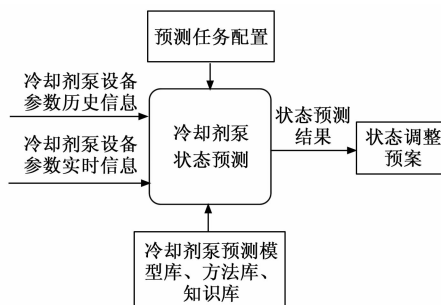 预测任务配置
冷却剂泵设备
参数历史信息
冷却剂泵设备
参数实时信息
冷却剂泵
状态预测
状态预测
结果
状态调整
预案
冷却剂泵预测模
型库、方法库、
知识库